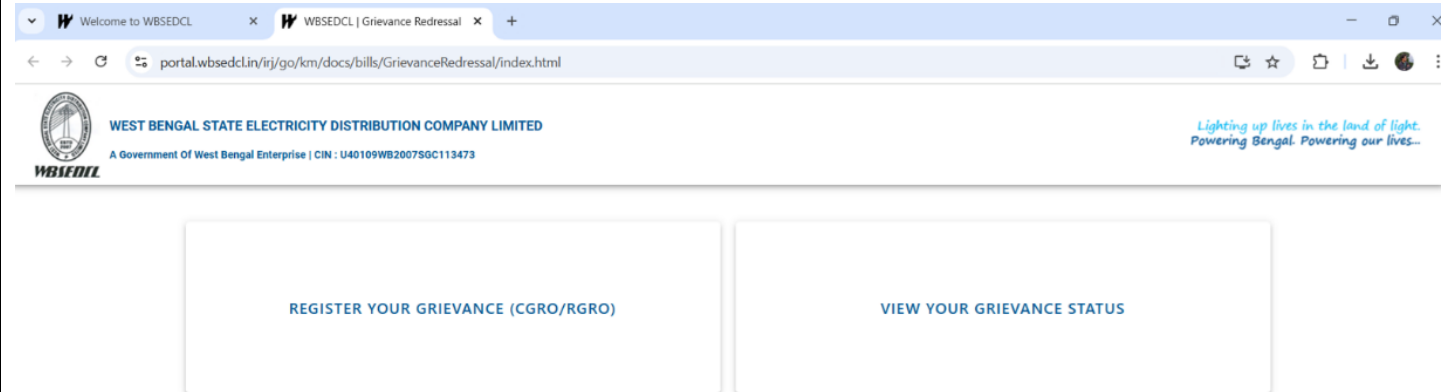 Welcome to WBSEDCL
WBSEDCL | Grievance Redressal
portal.wbsedcl.in/irj/go/km/docs/bills/GrievanceRedressal/index.html
WEST BENGAL STATE ELECTRICITY DISTRIBUTION COMPANY LIMITED
A Government Of West Bengal Enterprise | CIN : U40109WB2007SGC113473
WBSEDCL
Lighting up lives in the land of light.
Powering Bengal. Powering our lives...
REGISTER YOUR GRIEVANCE (CGRO/RGRO)
VIEW YOUR GRIEVANCE STATUS